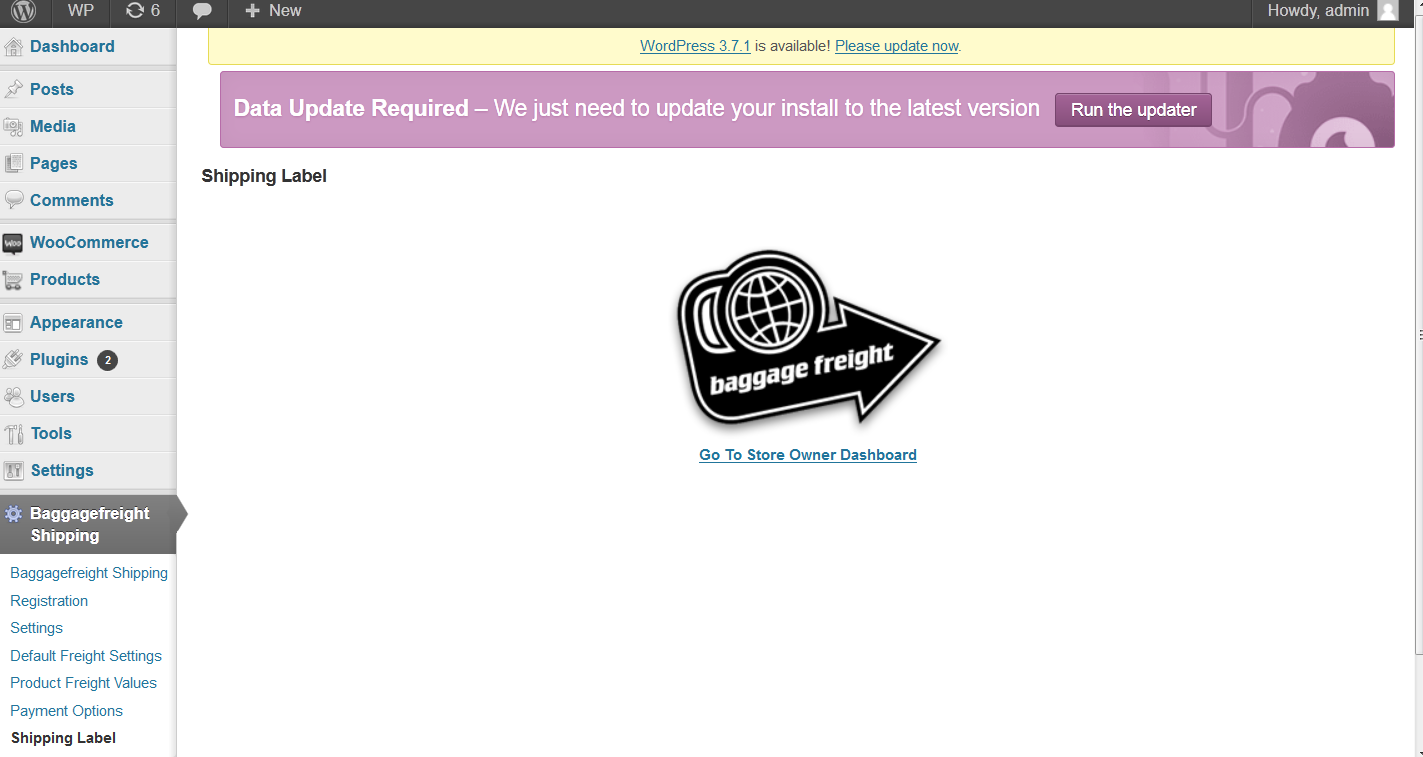 WP 6 New Howdy, admin
Dashboard
WordPress 3.7.1 is available! Please update now.
Posts
Media
Pages
Comments
Woo WooCommerce
Products
Appearance
Plugins 2
Users
Tools
Settings
Baggagefreight
Shipping
Baggagefreight Shipping
Registration
Settings
Default Freight Settings
Product Freight Values
Payment Options
Shipping Label
Data Update Required – We just need to update your install to the latest version Run the updater
Shipping Label
baggage freight
Go To Store Owner Dashboard